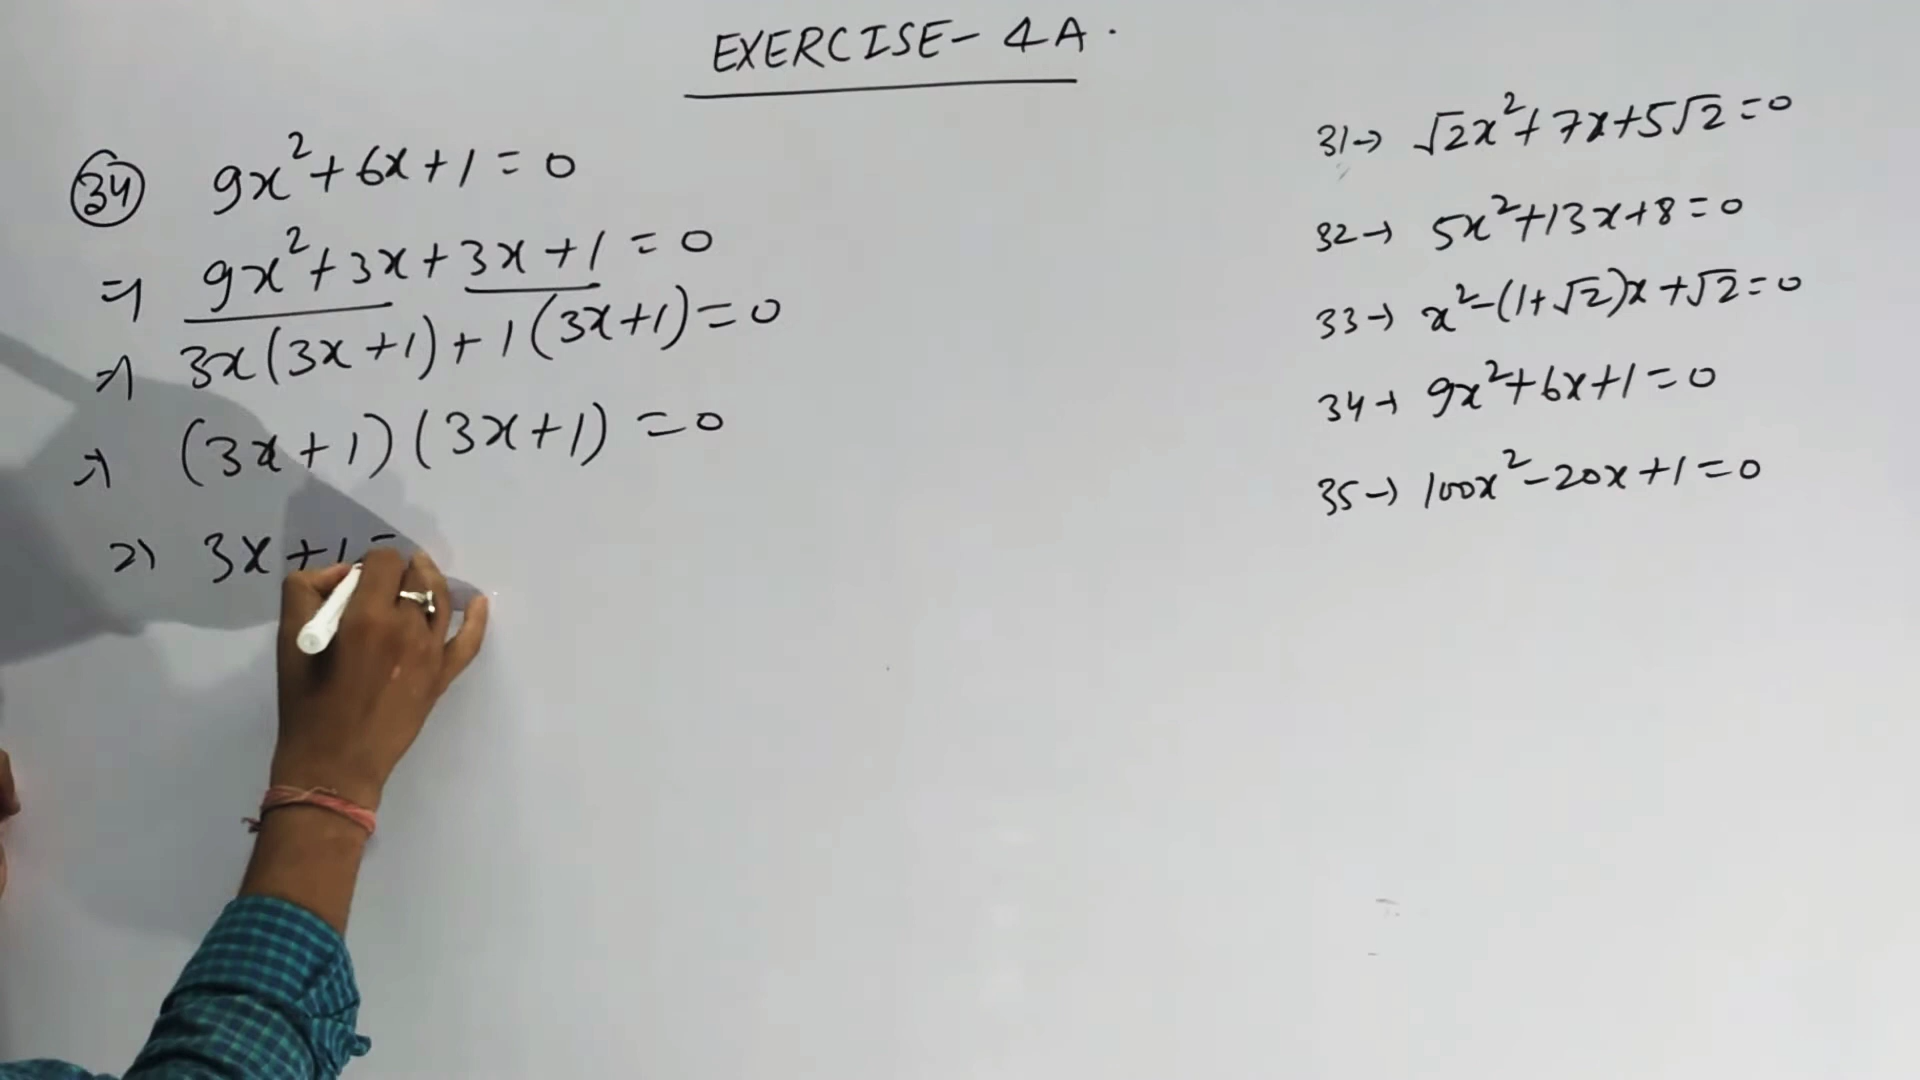 EXERCISE - 4A.
34 9x²+6x+1=0
⇒ 9x²+3x+3x+1=0
⇒ 3x(3x+1)+1(3x+1)=0
⇒ (3x+1)(3x+1)=0
⇒ 3x+1=
31→ √2x²+7x+5√2=0
32→ 5x²+13x+8=0
33→ x²-(1+√2)x+√2=0
34→ 9x²+6x+1=0
35→ 100x²-20x+1=0